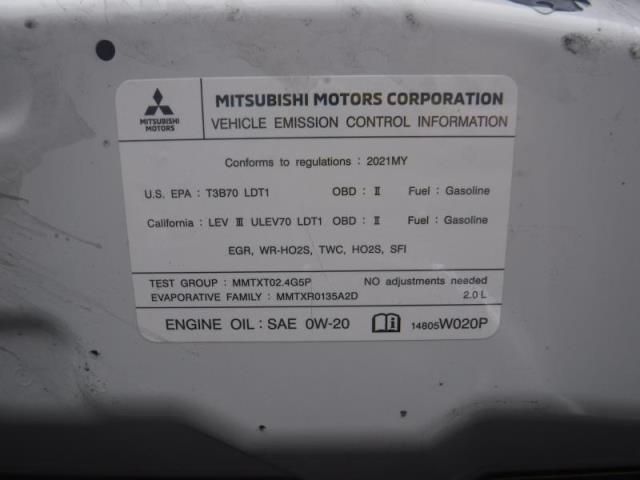 MITSUBISHI
MOTORS
MITSUBISHI MOTORS CORPORATION
VEHICLE EMISSION CONTROL INFORMATION
Conforms to regulations : 2021MY
U.S. EPA : T3B70 LDT1 OBD : Ⅱ Fuel : Gasoline
California : LEV Ⅲ ULEV70 LDT1 OBD : Ⅱ Fuel : Gasoline
EGR, WR-HO2S, TWC, HO2S, SFI
TEST GROUP : MMTXT02.4G5P NO adjustments needed
EVAPORATIVE FAMILY : MMTXR0135A2D 2.0 L
ENGINE OIL : SAE 0W-20 14805W020P